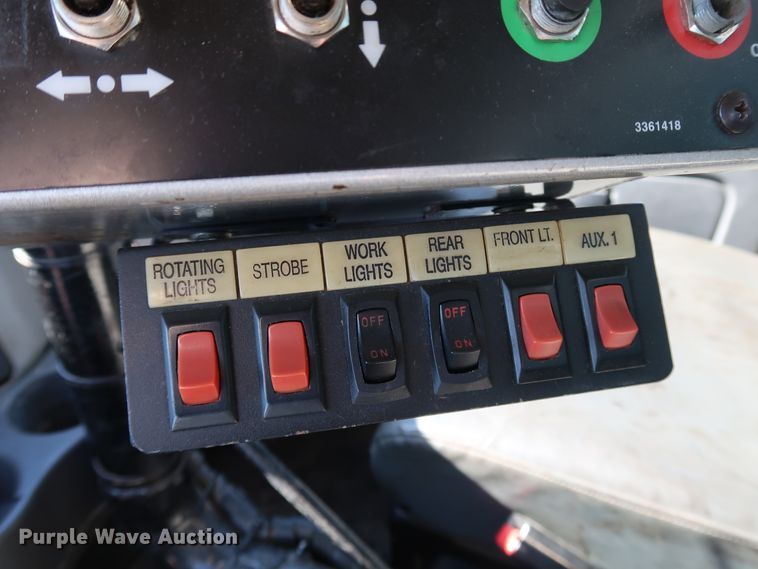 3361418
ROTATING
LIGHTS
STROBE
WORK
LIGHTS
REAR
LIGHTS
FRONT LT.
AUX. 1
OFF
ON
OFF
ON
Purple Wave Auction